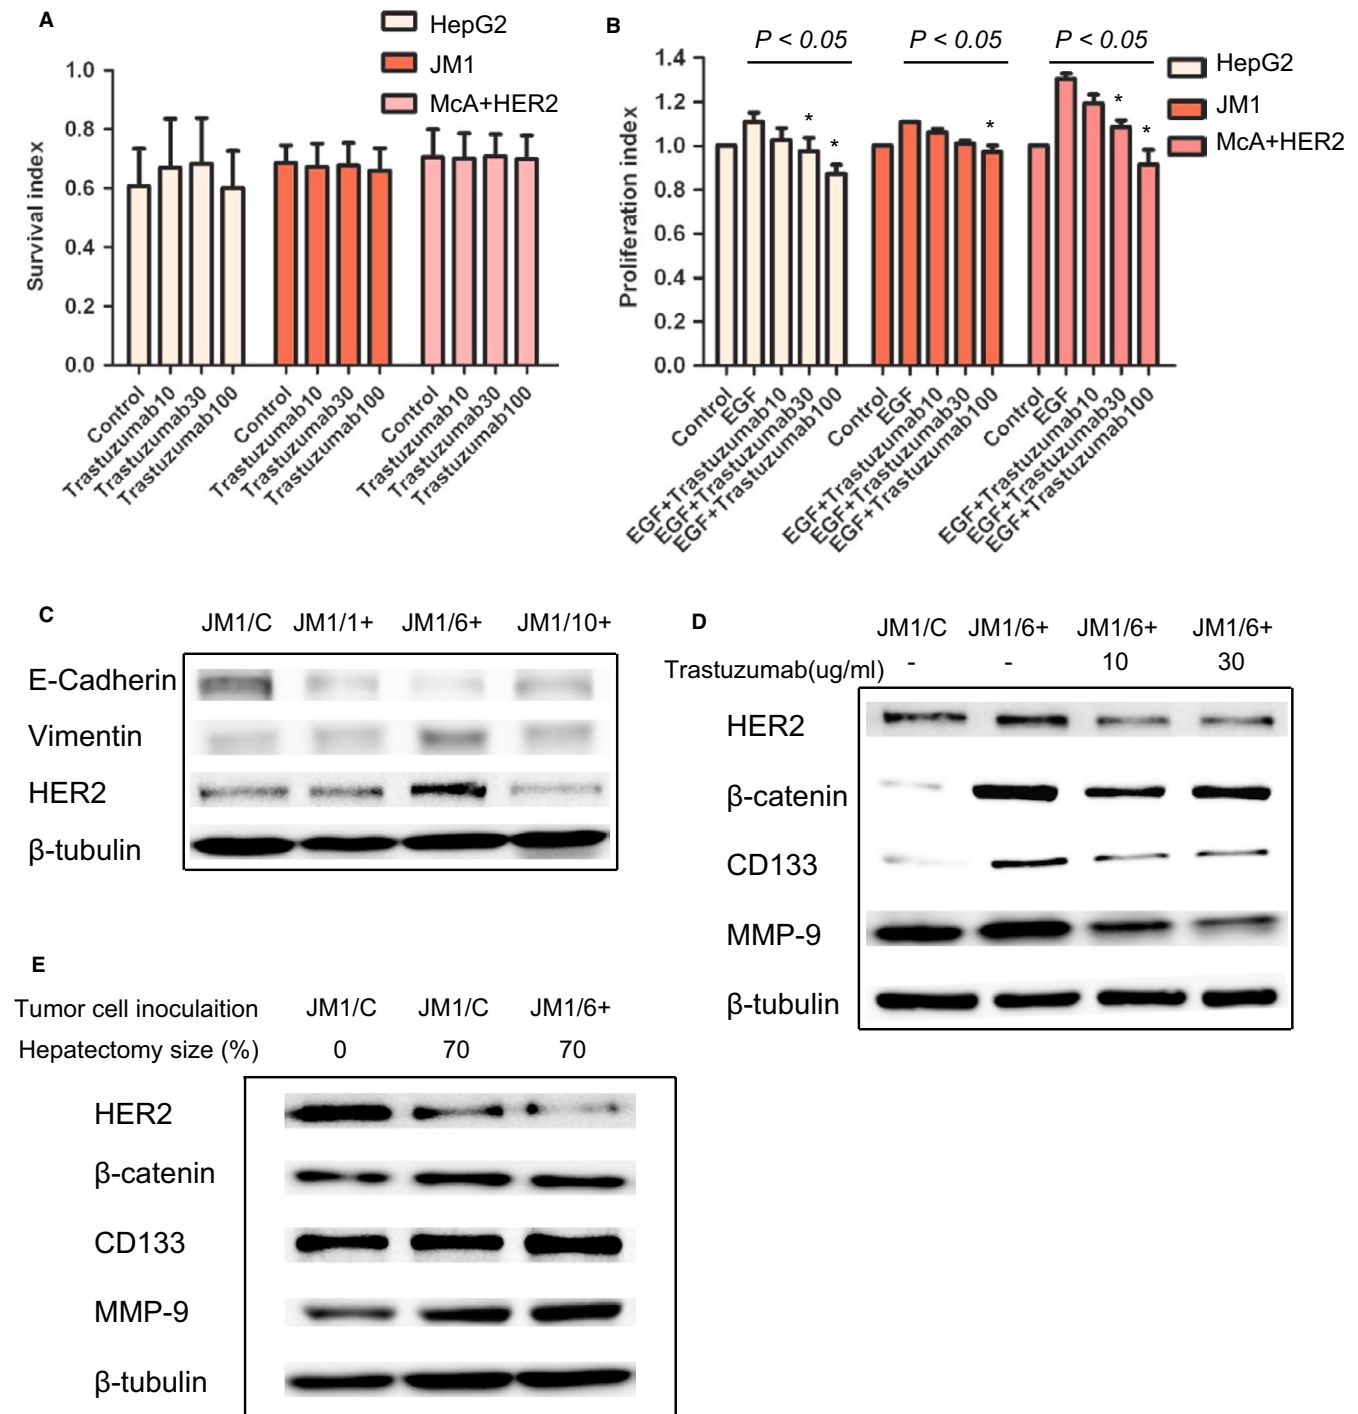 A
HepG2
JM1
McA+HER2
Survival index
1.0
0.8
0.6
0.4
0.2
0.0
Control
Trastuzumab10
Trastuzumab30
Trastuzumab100
Control
Trastuzumab10
Trastuzumab30
Trastuzumab100
Control
Trastuzumab10
Trastuzumab30
Trastuzumab100
B
P < 0.05 P < 0.05 P < 0.05
HepG2
JM1
McA+HER2
Proliferation index
1.4
1.2
1.0
0.8
0.6
0.4
0.2
0.0
* * * * *
Control
EGF
EGF+Trastuzumab10
EGF+Trastuzumab30
EGF+Trastuzumab100
Control
EGF
EGF+Trastuzumab10
EGF+Trastuzumab30
EGF+Trastuzumab100
Control
EGF
EGF+Trastuzumab10
EGF+Trastuzumab30
EGF+Trastuzumab100
C
JM1/C JM1/1+ JM1/6+ JM1/10+
E-Cadherin
Vimentin
HER2
β-tubulin
D
JM1/C JM1/6+ JM1/6+ JM1/6+
Trastuzumab(ug/ml) - - 10 30
HER2
β-catenin
CD133
MMP-9
β-tubulin
E
Tumor cell inoculaition JM1/C JM1/C JM1/6+
Hepatectomy size (%) 0 70 70
HER2
β-catenin
CD133
MMP-9
β-tubulin